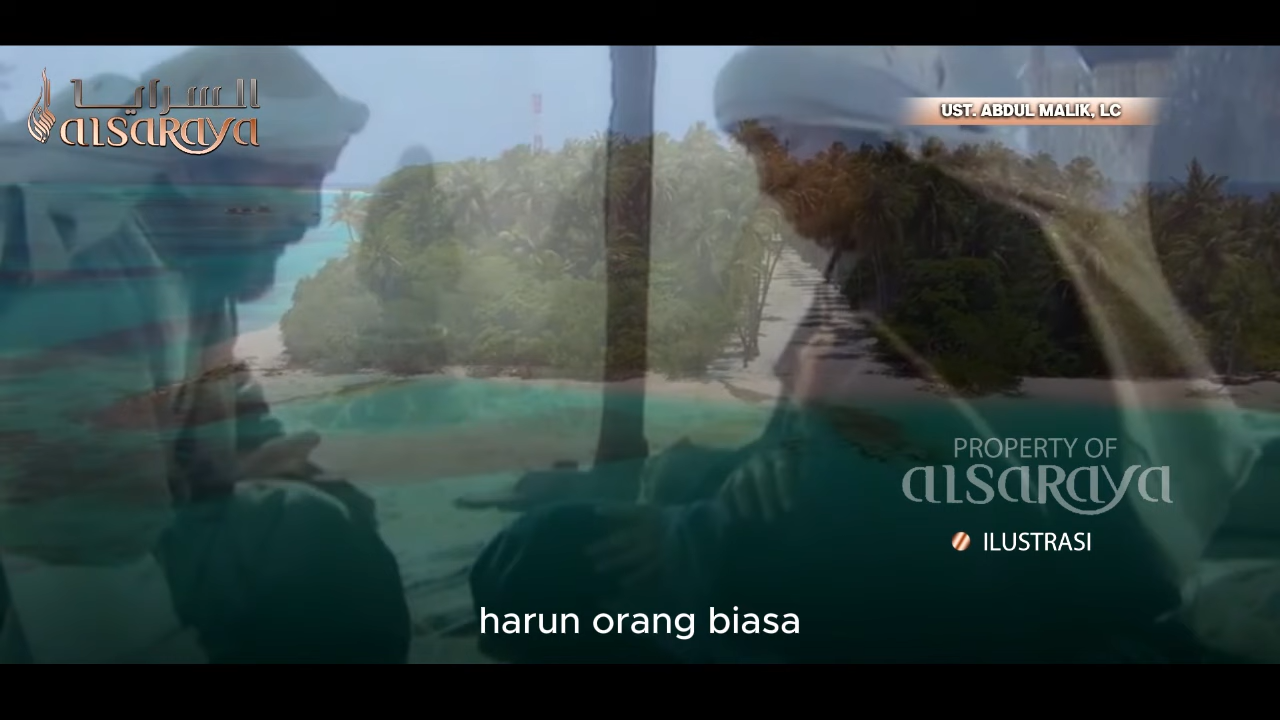 السرايا
alsaraya
UST. ABDUL MALIK, LC
PROPERTY OF
alsaraya
ILUSTRASI
harun orang biasa